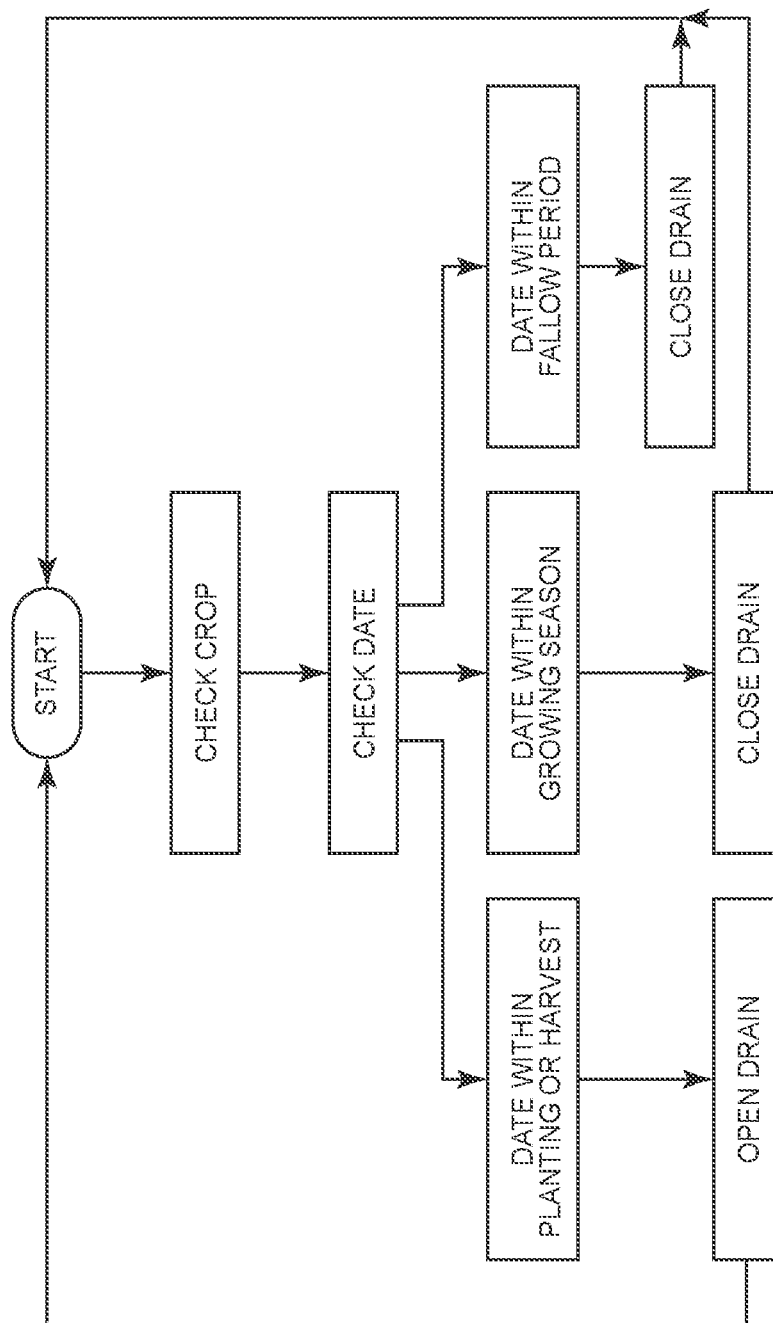 START
CHECK CROP
CHECK DATE
DATE WITHIN
PLANTING OR HARVEST
DATE WITHIN
GROWING SEASON
DATE WITHIN
FALLOW PERIOD
OPEN DRAIN
CLOSE DRAIN
CLOSE DRAIN